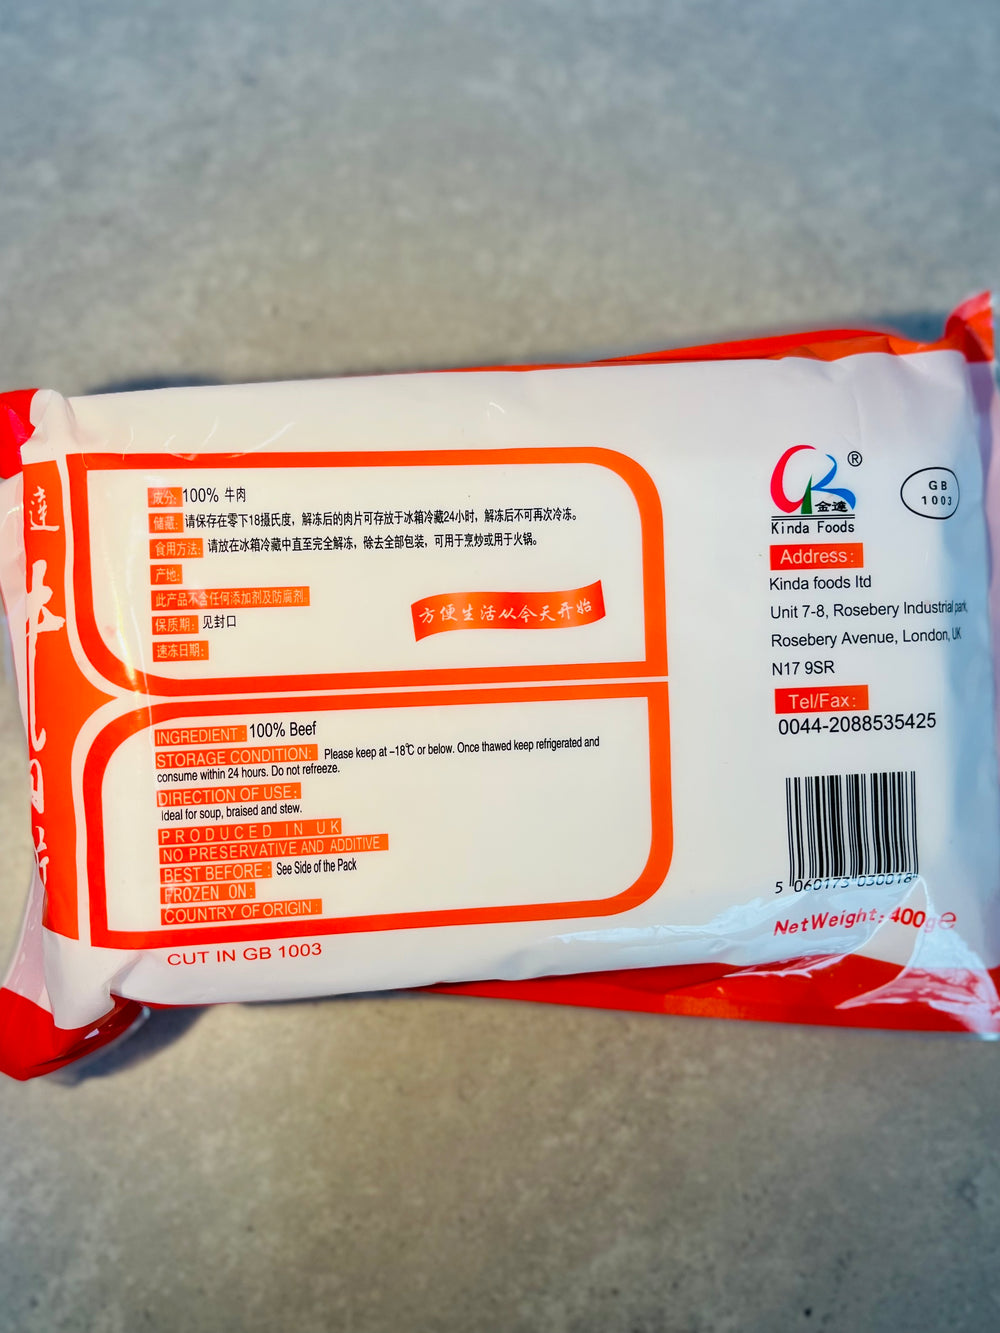 達
牛肉片
成分: 100% 牛肉
储藏: 请保存在零下18摄氏度，解冻后的肉片可存放于冰箱冷藏24小时，解冻后不可再次冷冻。
食用方法: 请放在冰箱冷藏中直至完全解冻，除去全部包装，可用于烹炒或用于火锅。
产地:
此产品不含任何添加剂及防腐剂。
保质期: 见封口
速冻日期:
方便生活从今天开始
INGREDIENT: 100% Beef
STORAGE CONDITION: Please keep at –18℃ or below. Once thawed keep refrigerated and
consume within 24 hours. Do not refreeze.
DIRECTION OF USE:
Ideal for soup, braised and stew.
PRODUCED IN UK
NO PRESERVATIVE AND ADDITIVE
BEST BEFORE: See Side of the Pack
FROZEN ON:
COUNTRY OF ORIGIN:
CUT IN GB 1003
®
金達
Kinda Foods
GB
1003
Address:
Kinda foods ltd
Unit 7-8, Rosebery Industrial park,
Rosebery Avenue, London, UK
N17 9SR
Tel/Fax:
0044-2088535425
5 060173 030018
Net Weight: 400g e